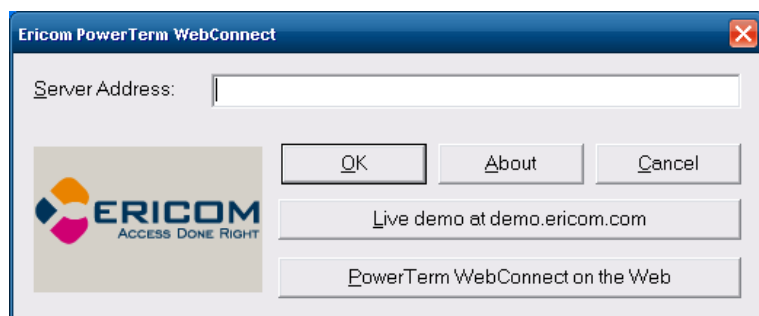 Ericom PowerTerm WebConnect
Server Address:
OK About Cancel
ERICOM
ACCESS DONE RIGHT
Live demo at demo.ericom.com
PowerTerm WebConnect on the Web